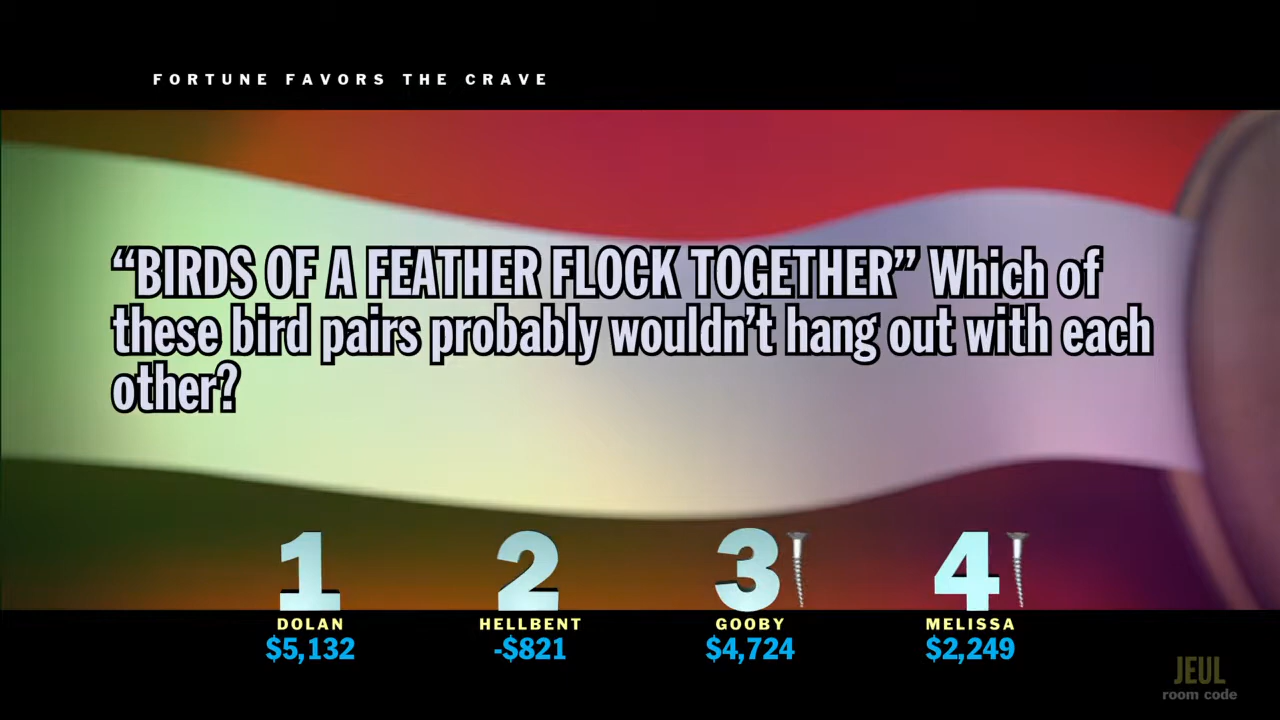 FORTUNE FAVORS THE CRAVE
“BIRDS OF A FEATHER FLOCK TOGETHER” Which of
these bird pairs probably wouldn’t hang out with each
other?
1 2 3 4
DOLAN HELLBENT GOOBY MELISSA
$5,132 -$821 $4,724 $2,249
JEUL
room code